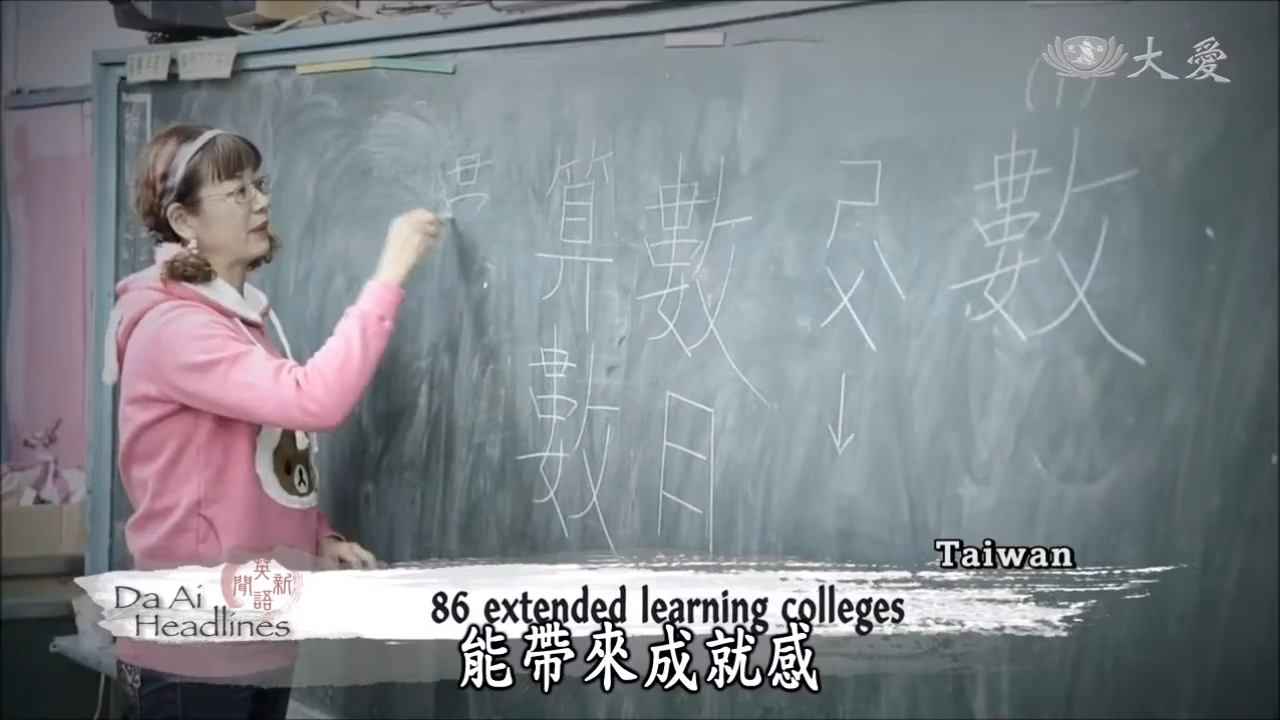 大愛
數
數目
算數
Taiwan
Da Ai
Headlines
英語新聞
86 extended learning colleges
能帶來成就感